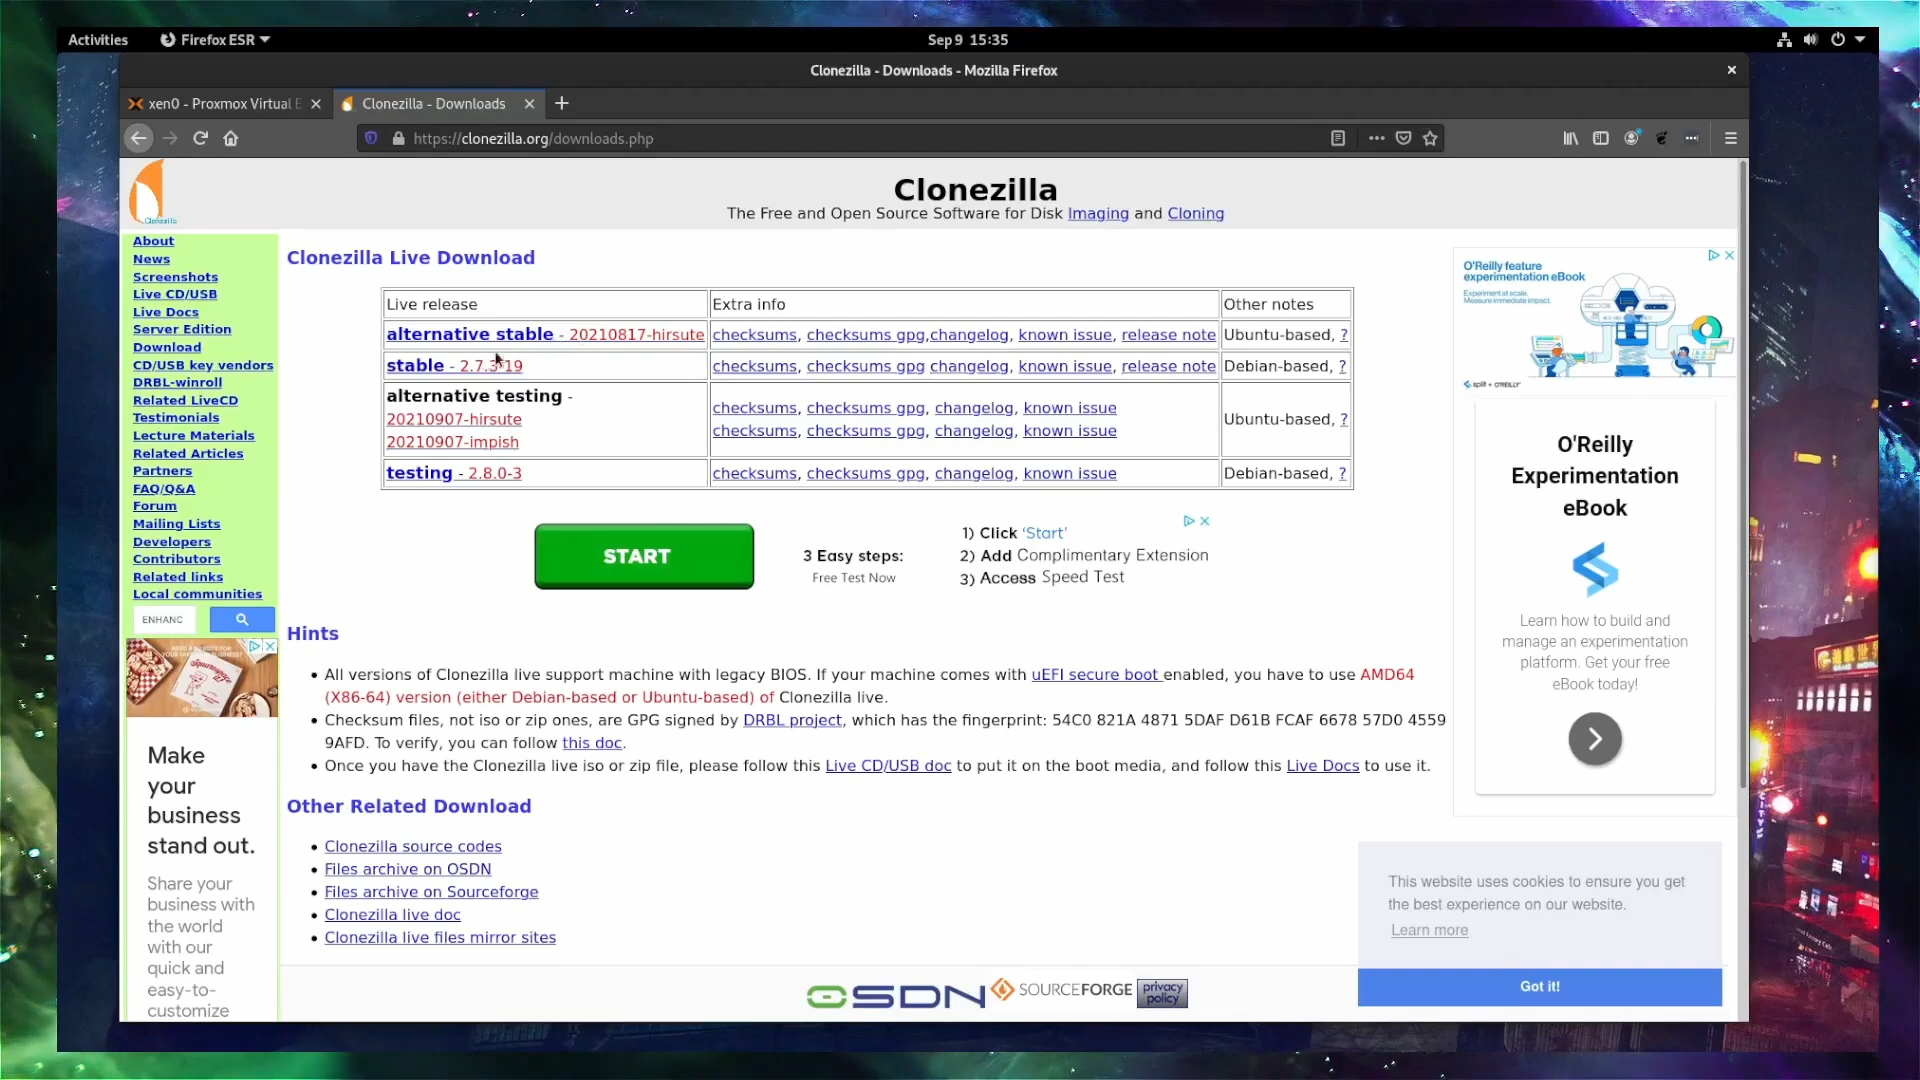 Activities
Firefox ESR
Sep 9 15:35
Clonezilla - Downloads - Mozilla Firefox
xen0 - Proxmox Virtual E
Clonezilla - Downloads
https://clonezilla.org/downloads.php
Clonezilla
Clonezilla
The Free and Open Source Software for Disk Imaging and Cloning
About
News
Screenshots
Live CD/USB
Live Docs
Server Edition
Download
CD/USB key vendors
DRBL-winroll
Related LiveCD
Testimonials
Lecture Materials
Related Articles
Partners
FAQ/Q&A
Forum
Mailing Lists
Developers
Contributors
Related links
Local communities
ENHANC
Make
your
business
stand out.
Share your
business with
the world
with our
quick and
easy-to-
customize
Clonezilla Live Download
Live release Extra info Other notes
alternative stable - 20210817-hirsute checksums, checksums gpg,changelog, known issue, release note Ubuntu-based, ?
stable - 2.7.3-19 checksums, checksums gpg changelog, known issue, release note Debian-based, ?
alternative testing -
20210907-hirsute
20210907-impish
checksums, checksums gpg, changelog, known issue
checksums, checksums gpg, changelog, known issue
Ubuntu-based, ?
testing - 2.8.0-3 checksums, checksums gpg, changelog, known issue Debian-based, ?
START
3 Easy steps:
Free Test Now
1) Click 'Start'
2) Add Complimentary Extension
3) Access Speed Test
Hints
• All versions of Clonezilla live support machine with legacy BIOS. If your machine comes with uEFI secure boot enabled, you have to use AMD64
(X86-64) version (either Debian-based or Ubuntu-based) of Clonezilla live.
• Checksum files, not iso or zip ones, are GPG signed by DRBL project, which has the fingerprint: 54C0 821A 4871 5DAF D61B FCAF 6678 57D0 4559
9AFD. To verify, you can follow this doc.
• Once you have the Clonezilla live iso or zip file, please follow this Live CD/USB doc to put it on the boot media, and follow this Live Docs to use it.
Other Related Download
• Clonezilla source codes
• Files archive on OSDN
• Files archive on Sourceforge
• Clonezilla live doc
• Clonezilla live files mirror sites
OSDN
SOURCEFORGE
privacy
policy
O'Reilly feature
experimentation eBook
Experiment at scale.
Measure immediate impact.
split + O'REILLY
O'Reilly
Experimentation
eBook
Learn how to build and
manage an experimentation
platform. Get your free
eBook today!
This website uses cookies to ensure you get
the best experience on our website.
Learn more
Got it!